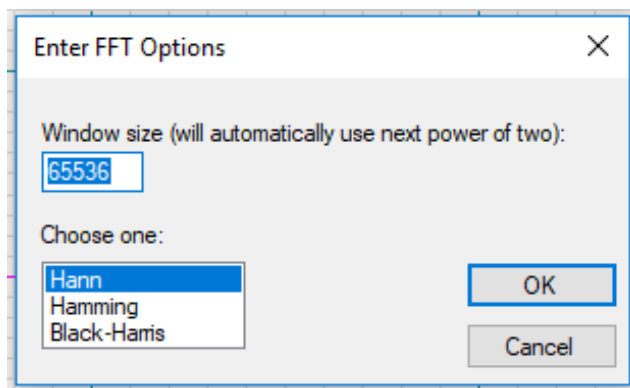 Enter FFT Options
Window size (will automatically use next power of two):
65536
Choose one:
Hann
Hamming
Black-Harris
OK
Cancel